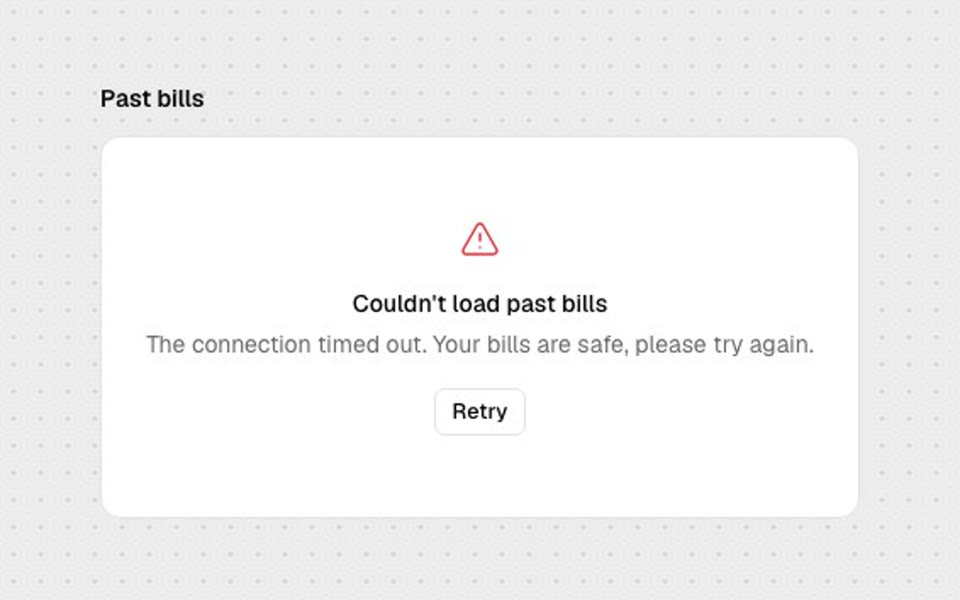 Past bills
Couldn't load past bills
The connection timed out. Your bills are safe, please try again.
Retry